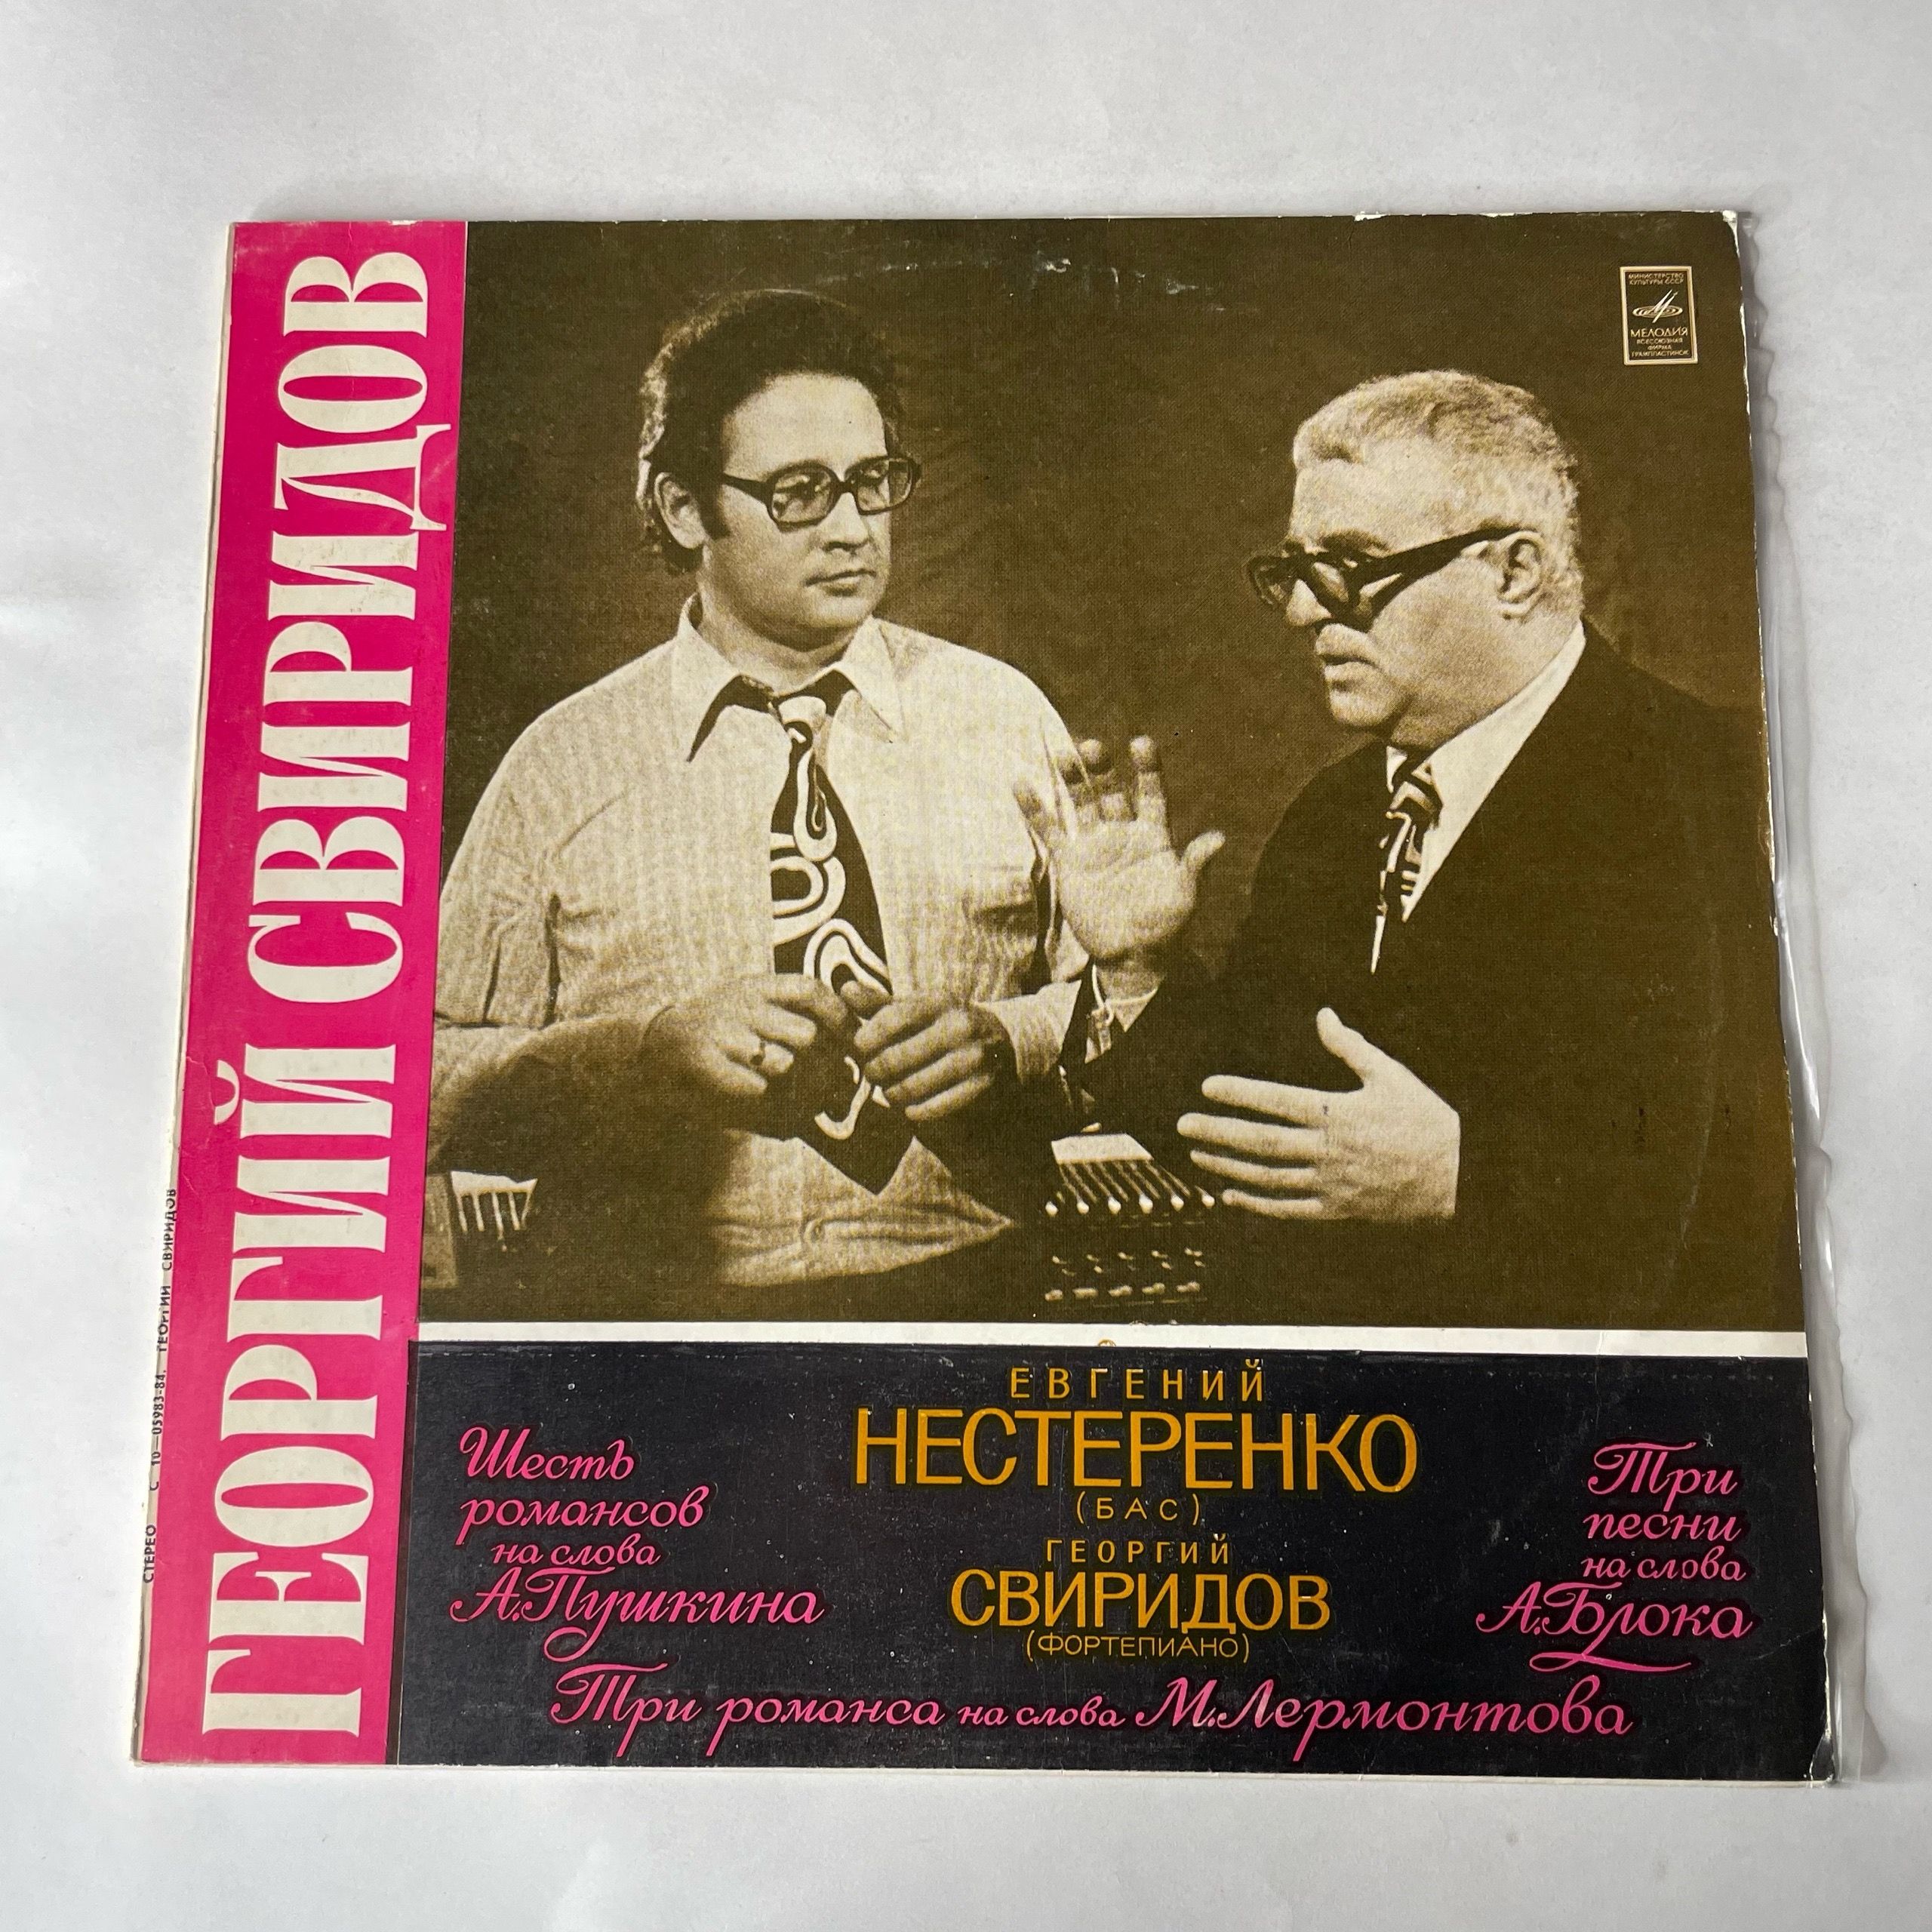 ГЕОРГИЙ СВИРИДОВ
СТЕРЕО С 10—05983-84. ГЕОРГИЙ СВИРИДОВ
МИНИСТЕРСТВО
КУЛЬТУРЫ СССР
МЕЛОДИЯ
ВСЕСОЮЗНАЯ
ФИРМА
ГРАМПЛАСТИНОК
ЕВГЕНИЙ
НЕСТЕРЕНКО
(БАС)
ГЕОРГИЙ
СВИРИДОВ
(ФОРТЕПИАНО)
Шесть
романсов
на слова
А.Пушкина
Три
песни
на слова
А.Блока
Три романса на слова М.Лермонтова